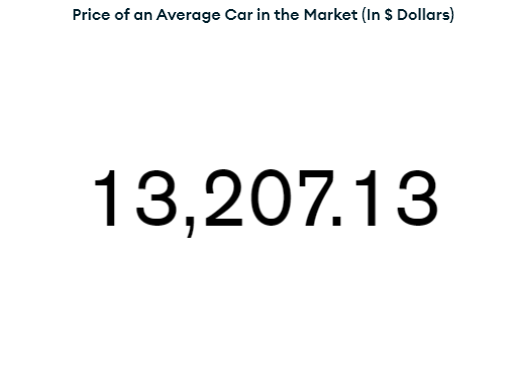 Price of an Average Car in the Market (In $ Dollars)
13,207.13